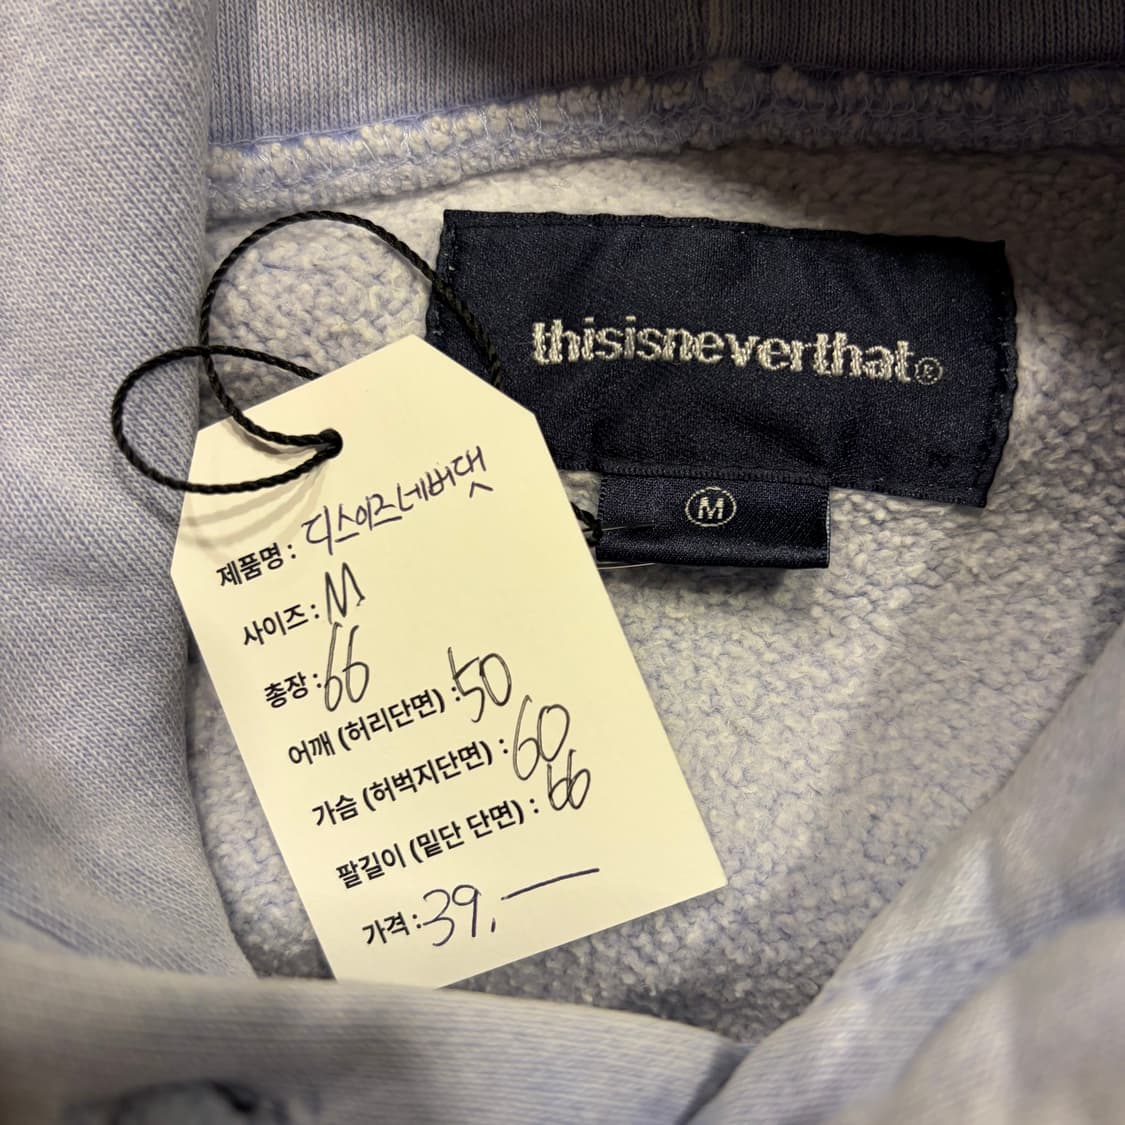 thisisneverthat®
M
제품명 : 디스이즈네버댓
사이즈 : M
총장 : 66
어깨 (허리단면) : 50
가슴 (허벅지단면) : 60
팔길이 (밑단 단면) : 66
가격 : 39,—